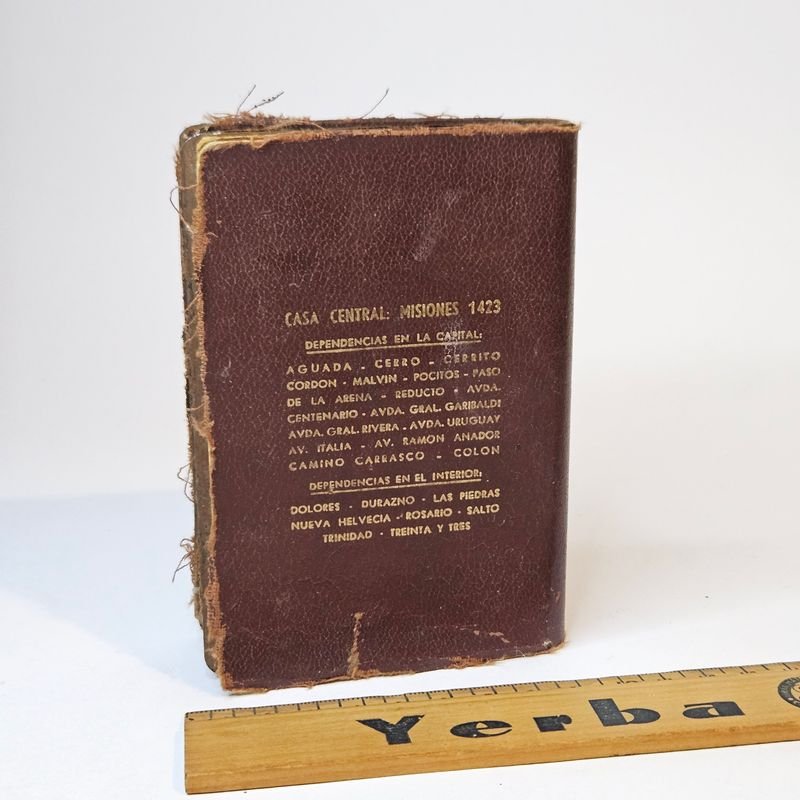 CASA CENTRAL: MISIONES 1423
DEPENDENCIAS EN LA CAPITAL:
AGUADA - CERRO - CERRITO
CORDON - MALVIN - POCITOS - PASO
DE LA ARENA - REDUCTO - AVDA.
CENTENARIO - AVDA. GRAL. GARIBALDI
AVDA. GRAL. RIVERA - AVDA. URUGUAY
AV. ITALIA - AV. RAMON ANADOR
CAMINO CARRASCO - COLON
DEPENDENCIAS EN EL INTERIOR:
DOLORES - DURAZNO - LAS PIEDRAS
NUEVA HELVECIA - ROSARIO - SALTO
TRINIDAD - TREINTA Y TRES
Yerba